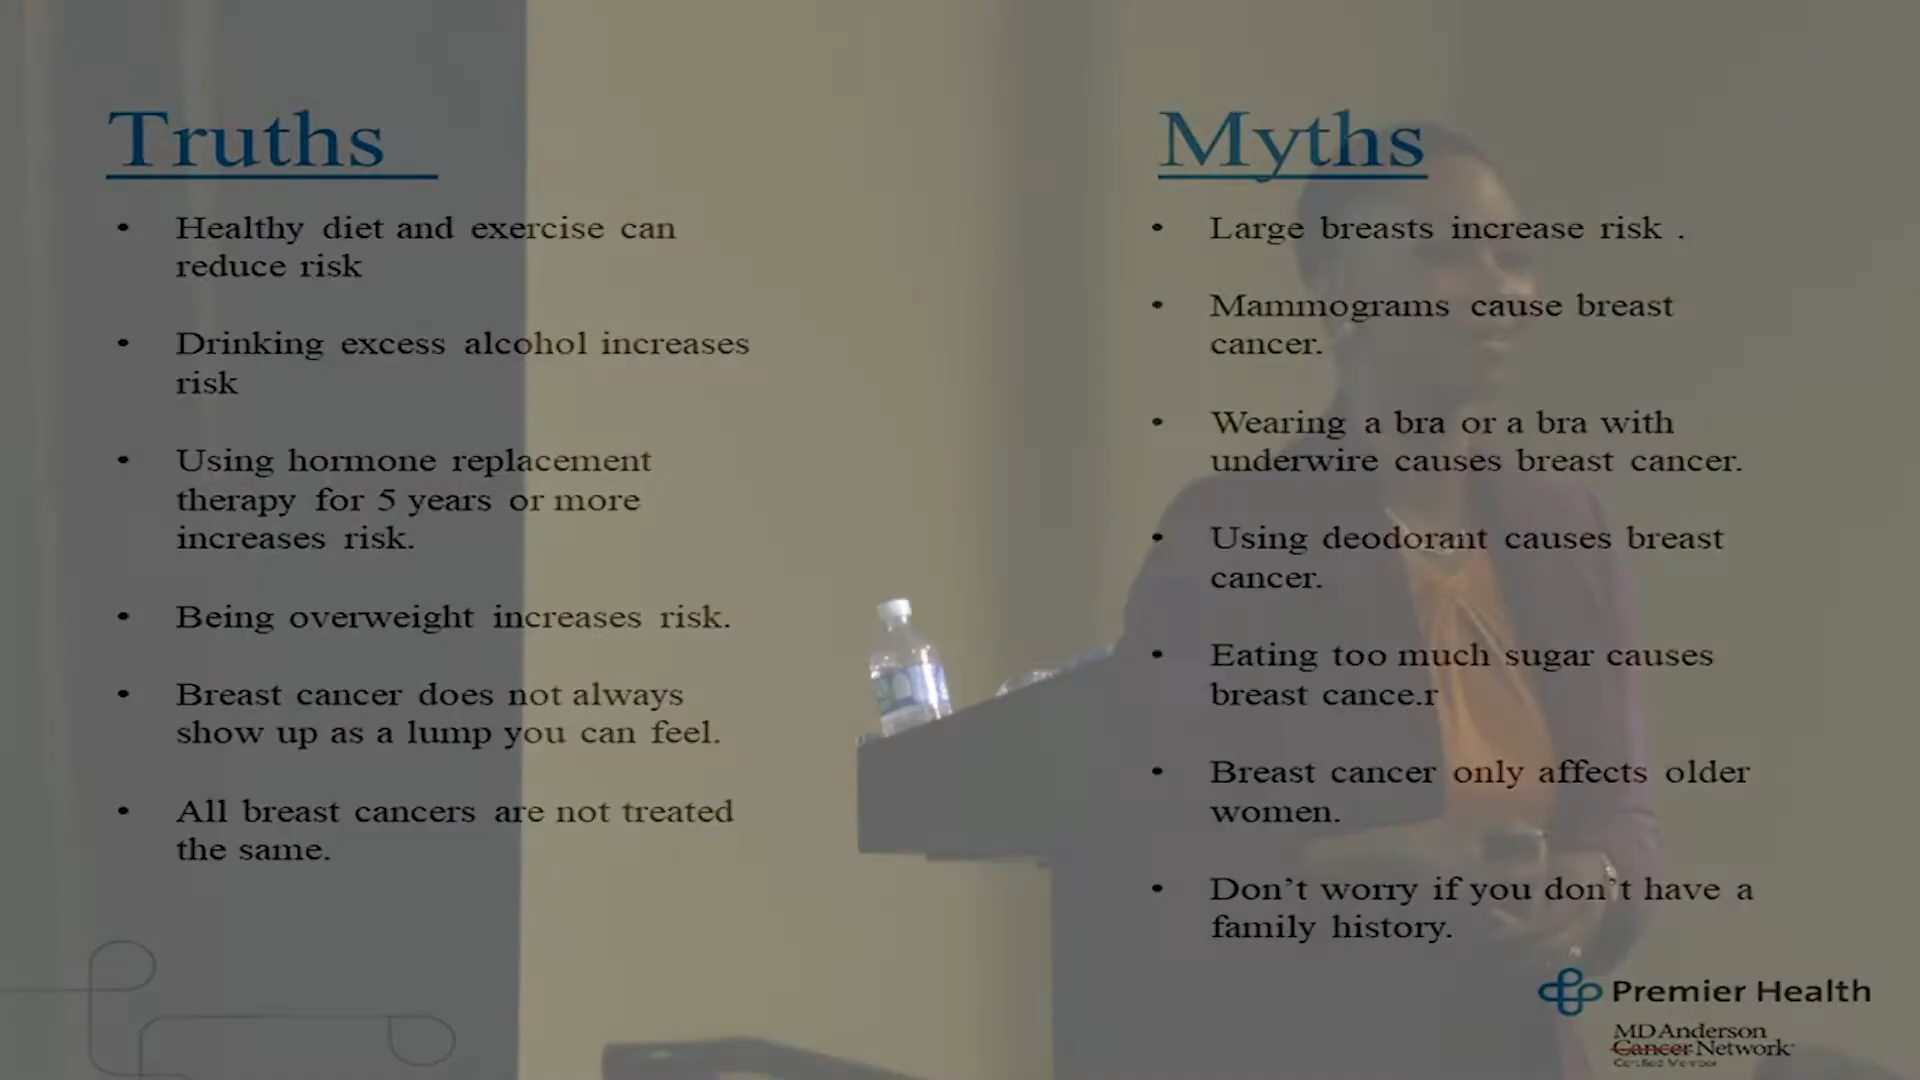 Truths
• Healthy diet and exercise can
reduce risk
• Drinking excess alcohol increases
risk
• Using hormone replacement
therapy for 5 years or more
increases risk.
• Being overweight increases risk.
• Breast cancer does not always
show up as a lump you can feel.
• All breast cancers are not treated
the same.
Myths
• Large breasts increase risk .
• Mammograms cause breast
cancer.
• Wearing a bra or a bra with
underwire causes breast cancer.
• Using deodorant causes breast
cancer.
• Eating too much sugar causes
breast cance.r
• Breast cancer only affects older
women.
• Don’t worry if you don’t have a
family history.
Premier Health
MD Anderson
Cancer Network
Certified Member